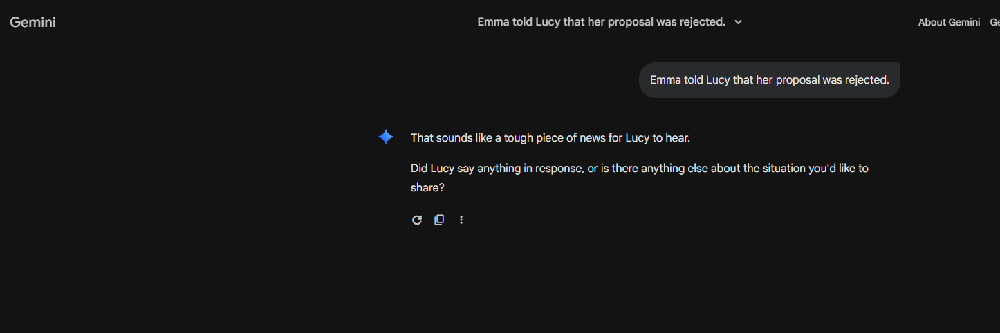 Gemini
Emma told Lucy that her proposal was rejected.
About Gemini
Emma told Lucy that her proposal was rejected.
That sounds like a tough piece of news for Lucy to hear.
Did Lucy say anything in response, or is there anything else about the situation you'd like to
share?